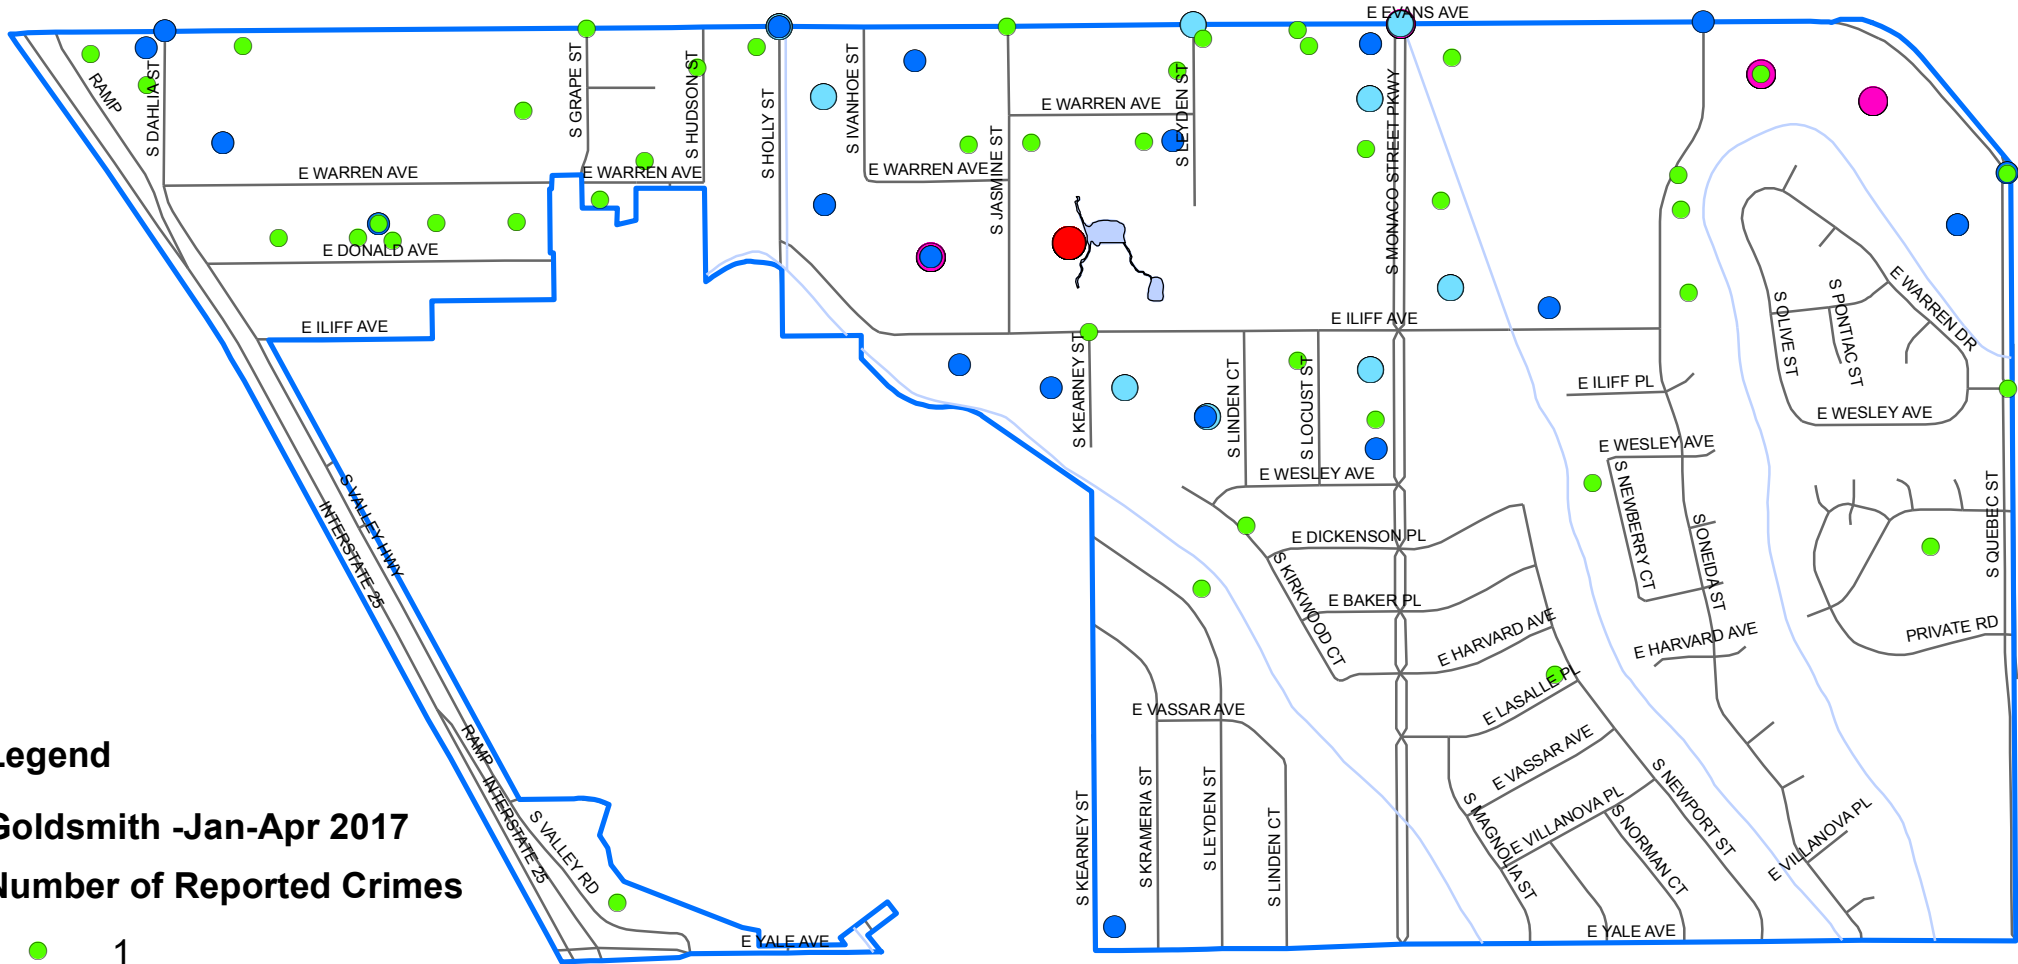 E EVANS AVE
RAMP
S DAHLIA ST
S GRAPE ST
S HUDSON ST
S HOLLY ST
S IVANHOE ST
S JASMINE ST
E WARREN AVE
S LEYDEN ST
S MONACO STREET PKWY
E WARREN AVE
E WARREN AVE
E WARREN AVE
E DONALD AVE
E ILIFF AVE
E ILIFF AVE
S OLIVE ST
S PONTIAC ST
E WARREN DR
S KEARNEY ST
S LINDEN CT
S LOCUST ST
E ILIFF PL
E WESLEY AVE
E WESLEY AVE
E WESLEY AVE
S NEWBERRY CT
S ONEIDA ST
S QUEBEC ST
S VALLEY HWY
INTERSTATE 25
E DICKENSON PL
S KIRKWOOD CT
E BAKER PL
E HARVARD AVE
E HARVARD AVE
PRIVATE RD
E LASALLE PL
E VASSAR AVE
E VASSAR AVE
RAMP
INTERSTATE 25
S VALLEY RD
S KEARNEY ST
S KRAMERIA ST
S LEYDEN ST
S LINDEN CT
S MAGNOLIA ST
E VILLANOVA PL
S NORMAN CT
S NEWPORT ST
E VILLANOVA PL
E YALE AVE
E YALE AVE
Legend
Goldsmith -Jan-Apr 2017
Number of Reported Crimes
1